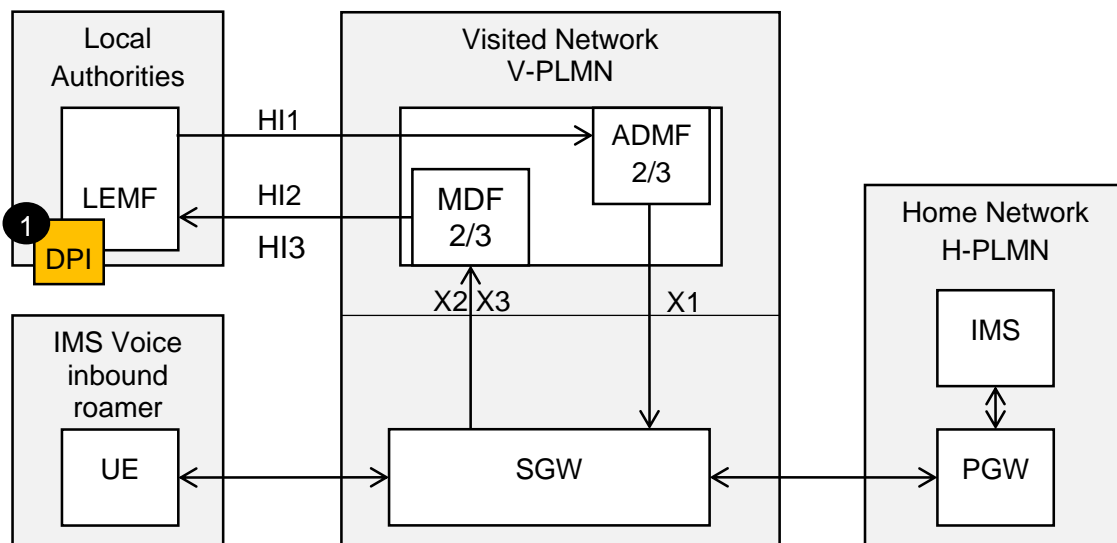 Local
Authorities
LEMF
1
DPI
HI1
HI2
HI3
Visited Network
V-PLMN
ADMF
2/3
MDF
2/3
X2
X3
X1
Home Network
H-PLMN
IMS
PGW
IMS Voice
inbound
roamer
UE
SGW